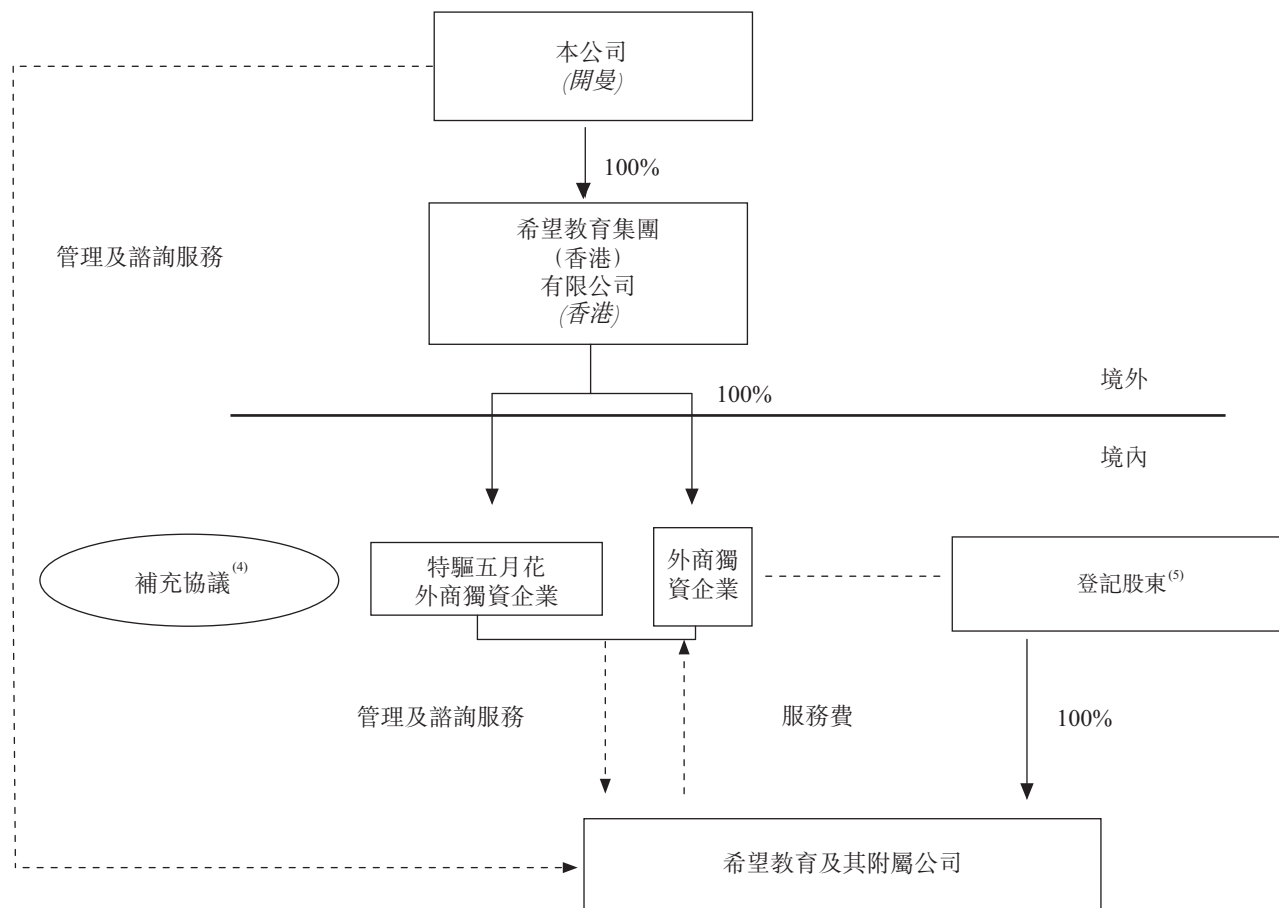 本公司
(開曼)
100%
希望教育集團
（香港）
有限公司
(香港)
管理及諮詢服務
境外
100%
境內
補充協議(4)
特驅五月花
外商獨資企業
外商獨
資企業
登記股東(5)
管理及諮詢服務
服務費
100%
希望教育及其附屬公司